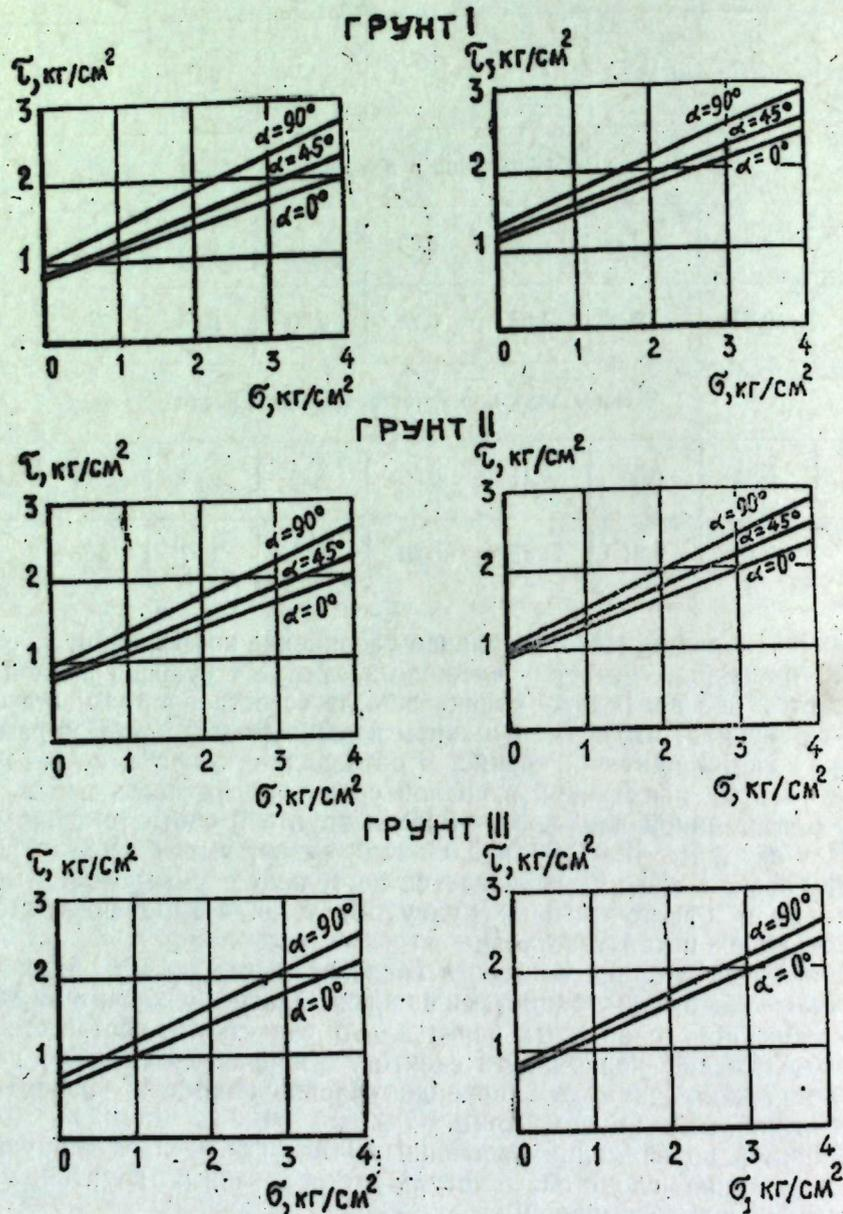 ГРУНТ I
τ, кг/см²
3
2
1
α=90°
α=45°
α=0°
0 1 2 3 4
σ, кг/см²
τ, кг/см²
3
2
1
α=90°
α=45°
α=0°
0 1 2 3 4
σ, кг/см²
ГРУНТ II
τ, кг/см²
3
2
1
α=90°
α=45°
α=0°
0 1 2 3 4
σ, кг/см²
τ, кг/см²
3
2
1
α=90°
α=45°
α=0°
0 1 2 3 4
σ, кг/см²
ГРУНТ III
τ, кг/см²
3
2
1
α=90°
α=0°
0 1 2 3 4
σ, кг/см²
τ, кг/см²
3
2
1
α=90°
α=0°
0 1 2 3 4
σ, кг/см²